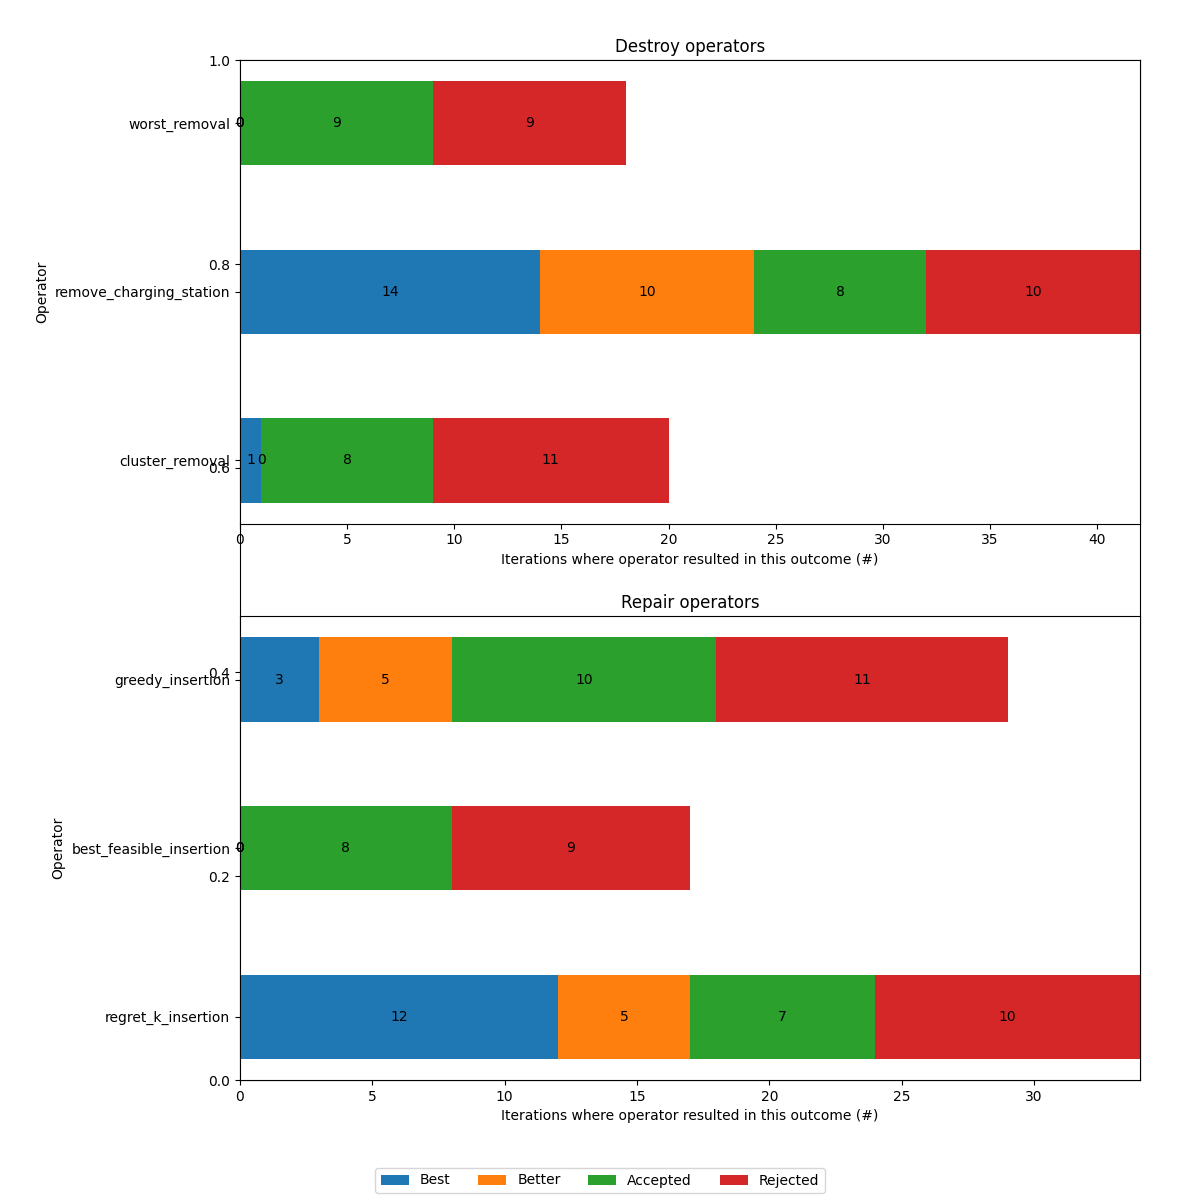 Destroy operators
1.0
worst_removal 0 0 9 9
0.8
Operator
remove_charging_station 14 10 8 10
cluster_removal 1 0 8 11
0.6
0 5 10 15 20 25 30 35 40
Iterations where operator resulted in this outcome (#)
Repair operators
0.4
greedy_insertion 3 5 10 11
Operator
best_feasible_insertion 0 0 8 9
0.2
regret_k_insertion 12 5 7 10
0.0
0 5 10 15 20 25 30
Iterations where operator resulted in this outcome (#)
Best Better Accepted Rejected